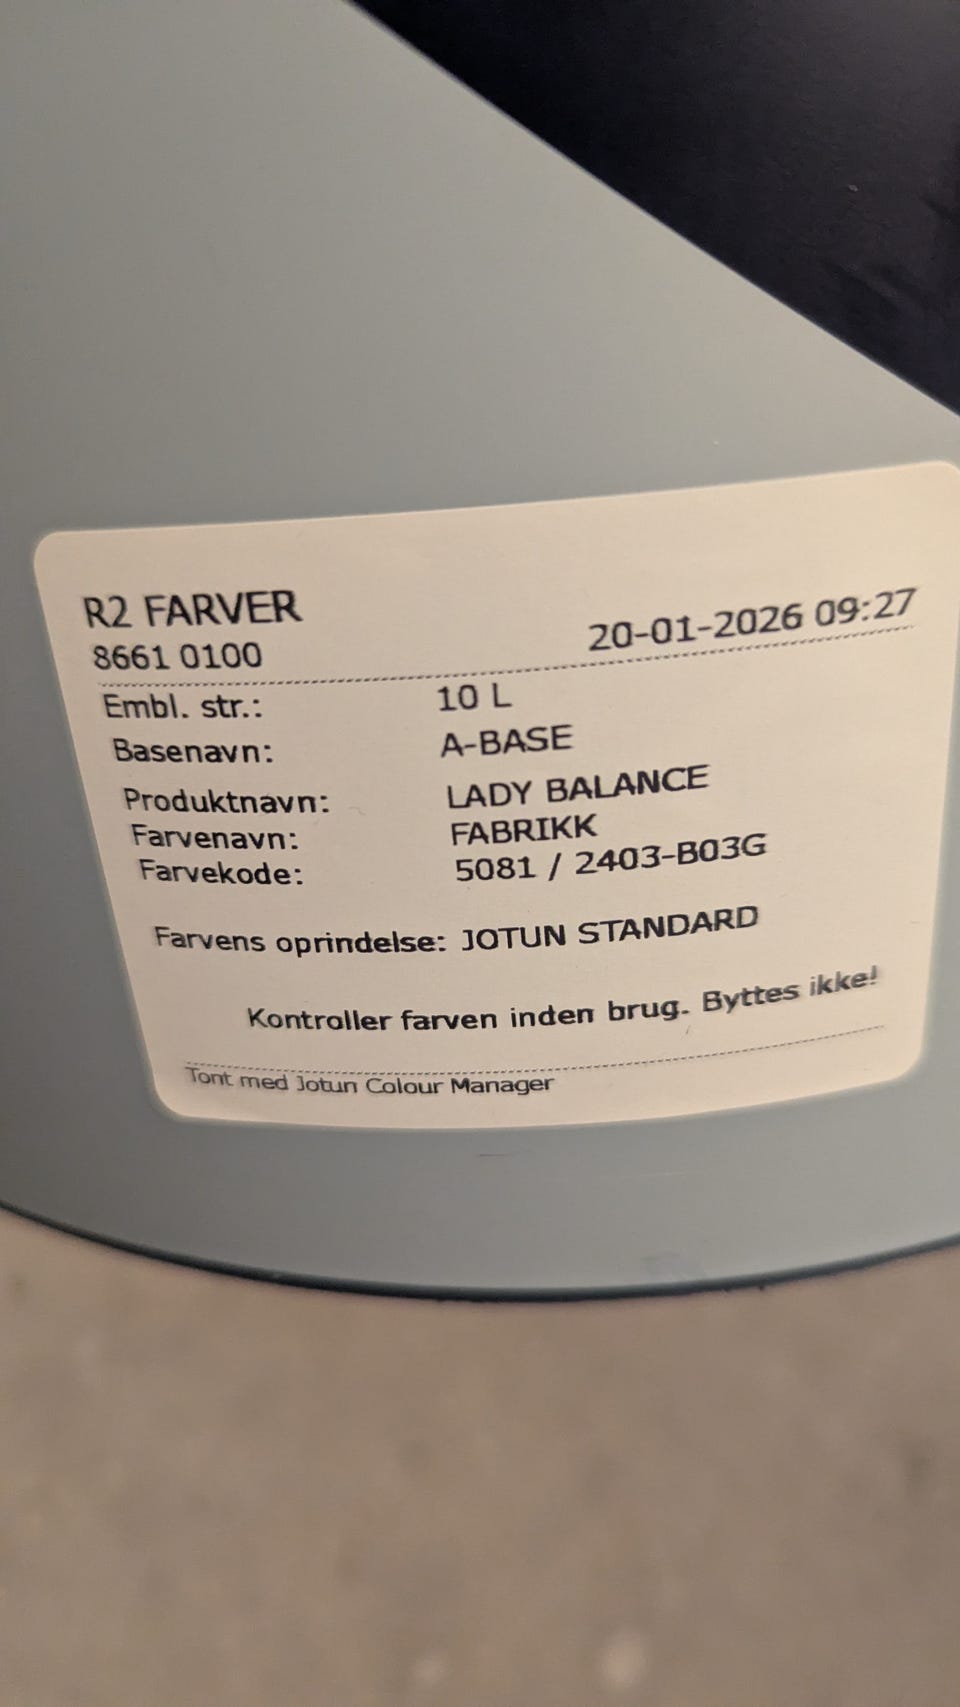 R2 FARVER
8661 0100
20-01-2026 09:27
Embl. str.: 10 L
Basenavn: A-BASE
Produktnavn: LADY BALANCE
Farvenavn: FABRIKK
Farvekode: 5081 / 2403-B03G
Farvens oprindelse: JOTUN STANDARD
Kontroller farven inden brug. Byttes ikke!
Tont med Jotun Colour Manager